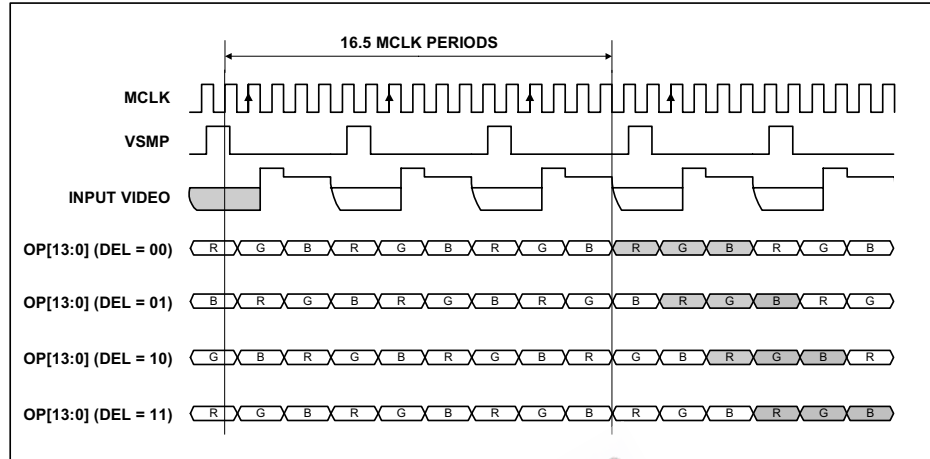 16.5 MCLK PERIODS
MCLK
VSMP
INPUT VIDEO
OP[13:0] (DEL = 00) R G B R G B R G B R G B R G B
OP[13:0] (DEL = 01) B R G B R G B R G B R G B R G
OP[13:0] (DEL = 10) G B R G B R G B R G B R G B R
OP[13:0] (DEL = 11) R G B R G B R G B R G B R G B